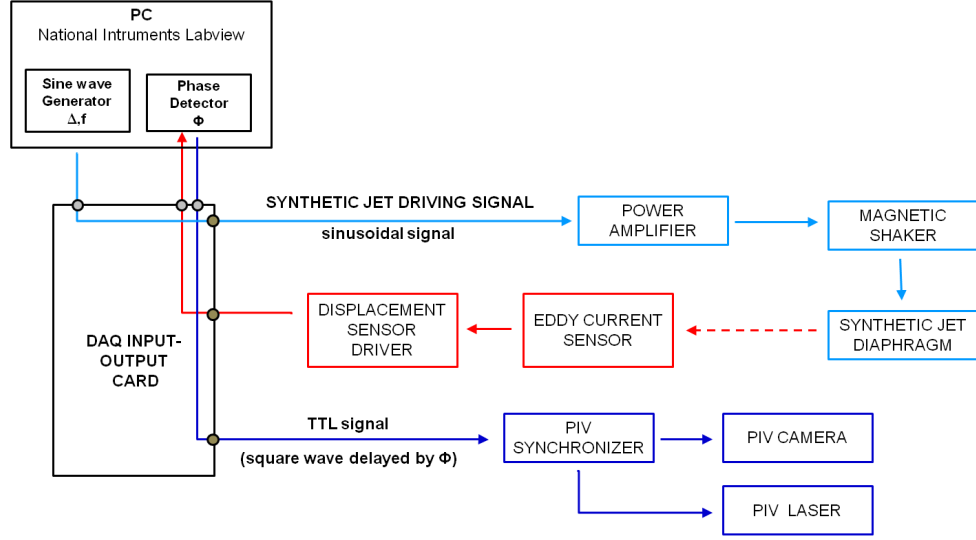 PC
National Intruments Labview
Sine wave
Generator
Δ,f
Phase
Detector
Φ
SYNTHETIC JET DRIVING SIGNAL
sinusoidal signal
POWER
AMPLIFIER
MAGNETIC
SHAKER
DISPLACEMENT
SENSOR
DRIVER
EDDY CURRENT
SENSOR
SYNTHETIC JET
DIAPHRAGM
DAQ INPUT-
OUTPUT
CARD
TTL signal
(square wave delayed by Φ)
PIV
SYNCHRONIZER
PIV CAMERA
PIV LASER